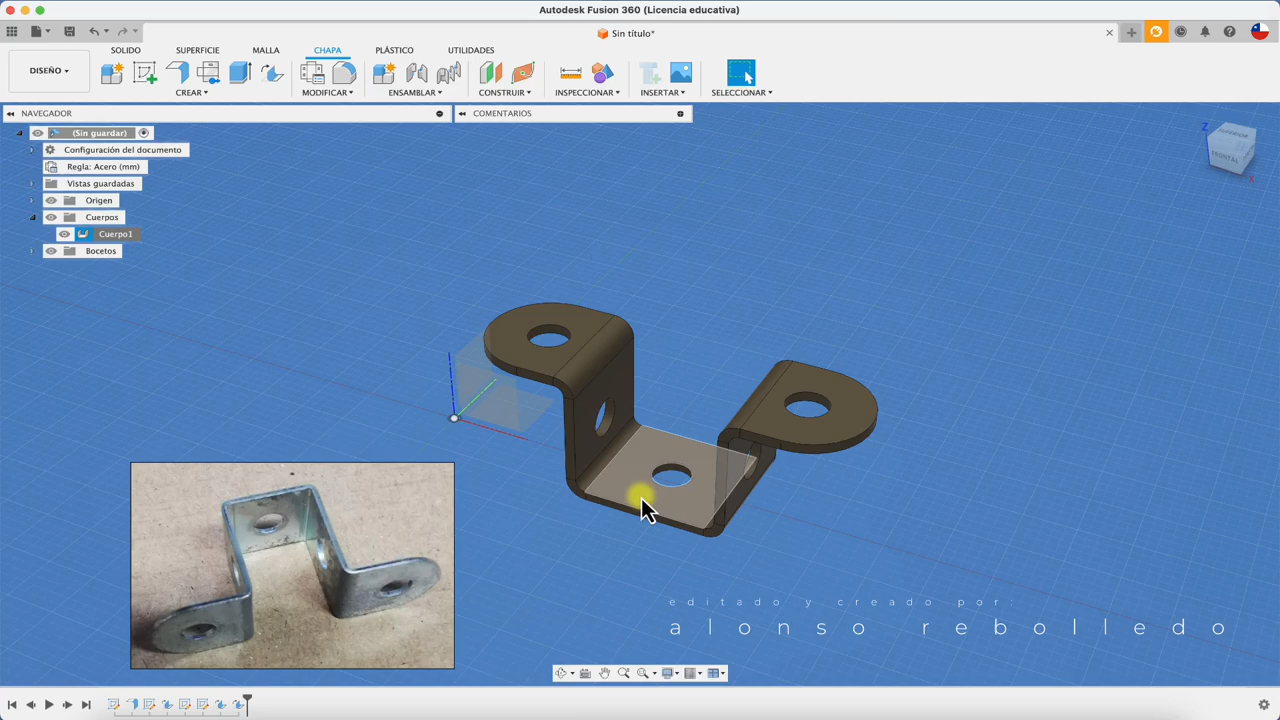 Autodesk Fusion 360 (Licencia educativa)
Sin título*
SOLIDO SUPERFICIE MALLA CHAPA PLÁSTICO UTILIDADES
DISEÑO
CREAR MODIFICAR ENSAMBLAR CONSTRUIR INSPECCIONAR INSERTAR SELECCIONAR
NAVEGADOR COMENTARIOS
(Sin guardar)
Configuración del documento
Regla: Acero (mm)
Vistas guardadas
Origen
Cuerpos
Cuerpo1
Bocetos
Z
SUPERIOR
FRONTAL
X
editado y creado por:
alonso rebolledo